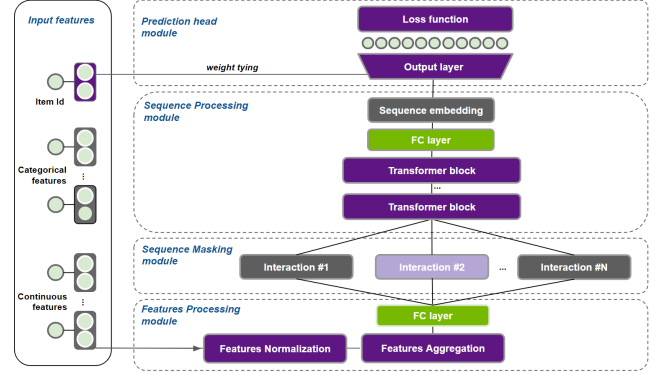 Input features
Item Id
Categorical
features
...
Continuous
features
...
Prediction head
module
Loss function
Output layer
weight tying
Sequence Processing
module
Sequence embedding
FC layer
Transformer block
...
Transformer block
Sequence Masking
module
Interaction #1
Interaction #2
...
Interaction #N
Features Processing
module
FC layer
Features Normalization
Features Aggregation